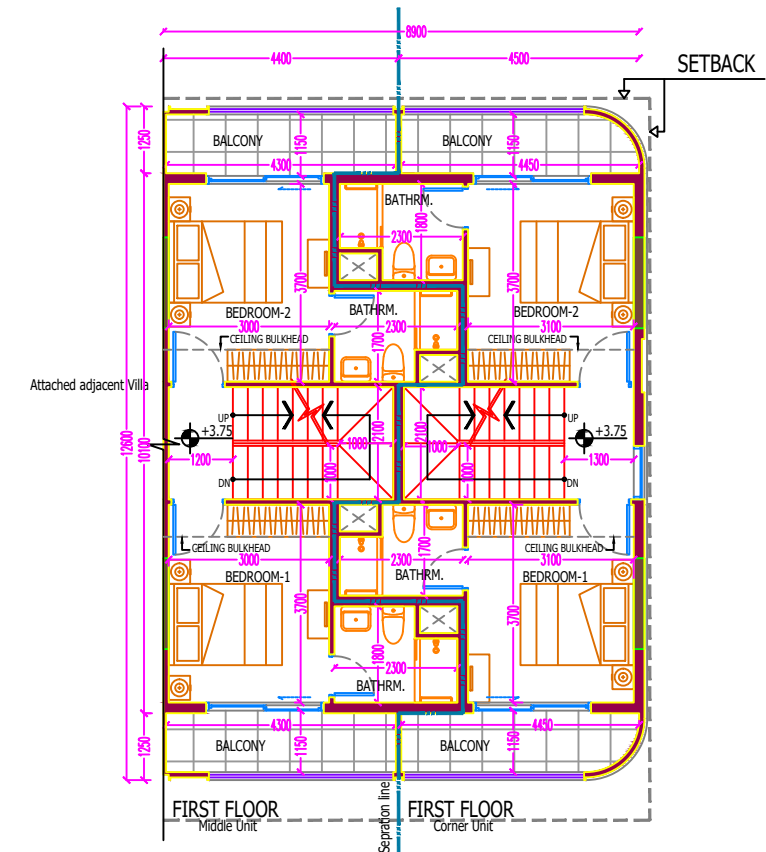 8900
4400
4500
SETBACK
1250
1150
BALCONY
BALCONY
1150
4300
4450
BATHRM.
1800
2300
3700
3700
BEDROOM-2
BATHRM.
BEDROOM-2
3000
2300
3100
CEILING BULKHEAD
CEILING BULKHEAD
1700
Attached adjacent Villa
12600
10100
UP
UP
+3.75
2100
2100
+3.75
1000
1000
1200
1300
1000
1000
DN
DN
CEILING BULKHEAD
1700
CEILING BULKHEAD
3000
2300
3100
BEDROOM-1
BATHRM.
BEDROOM-1
3700
3700
1800
2300
BATHRM.
4300
4450
1250
1150
BALCONY
BALCONY
1150
Sepration line
FIRST FLOOR
FIRST FLOOR
Middle Unit
Corner Unit